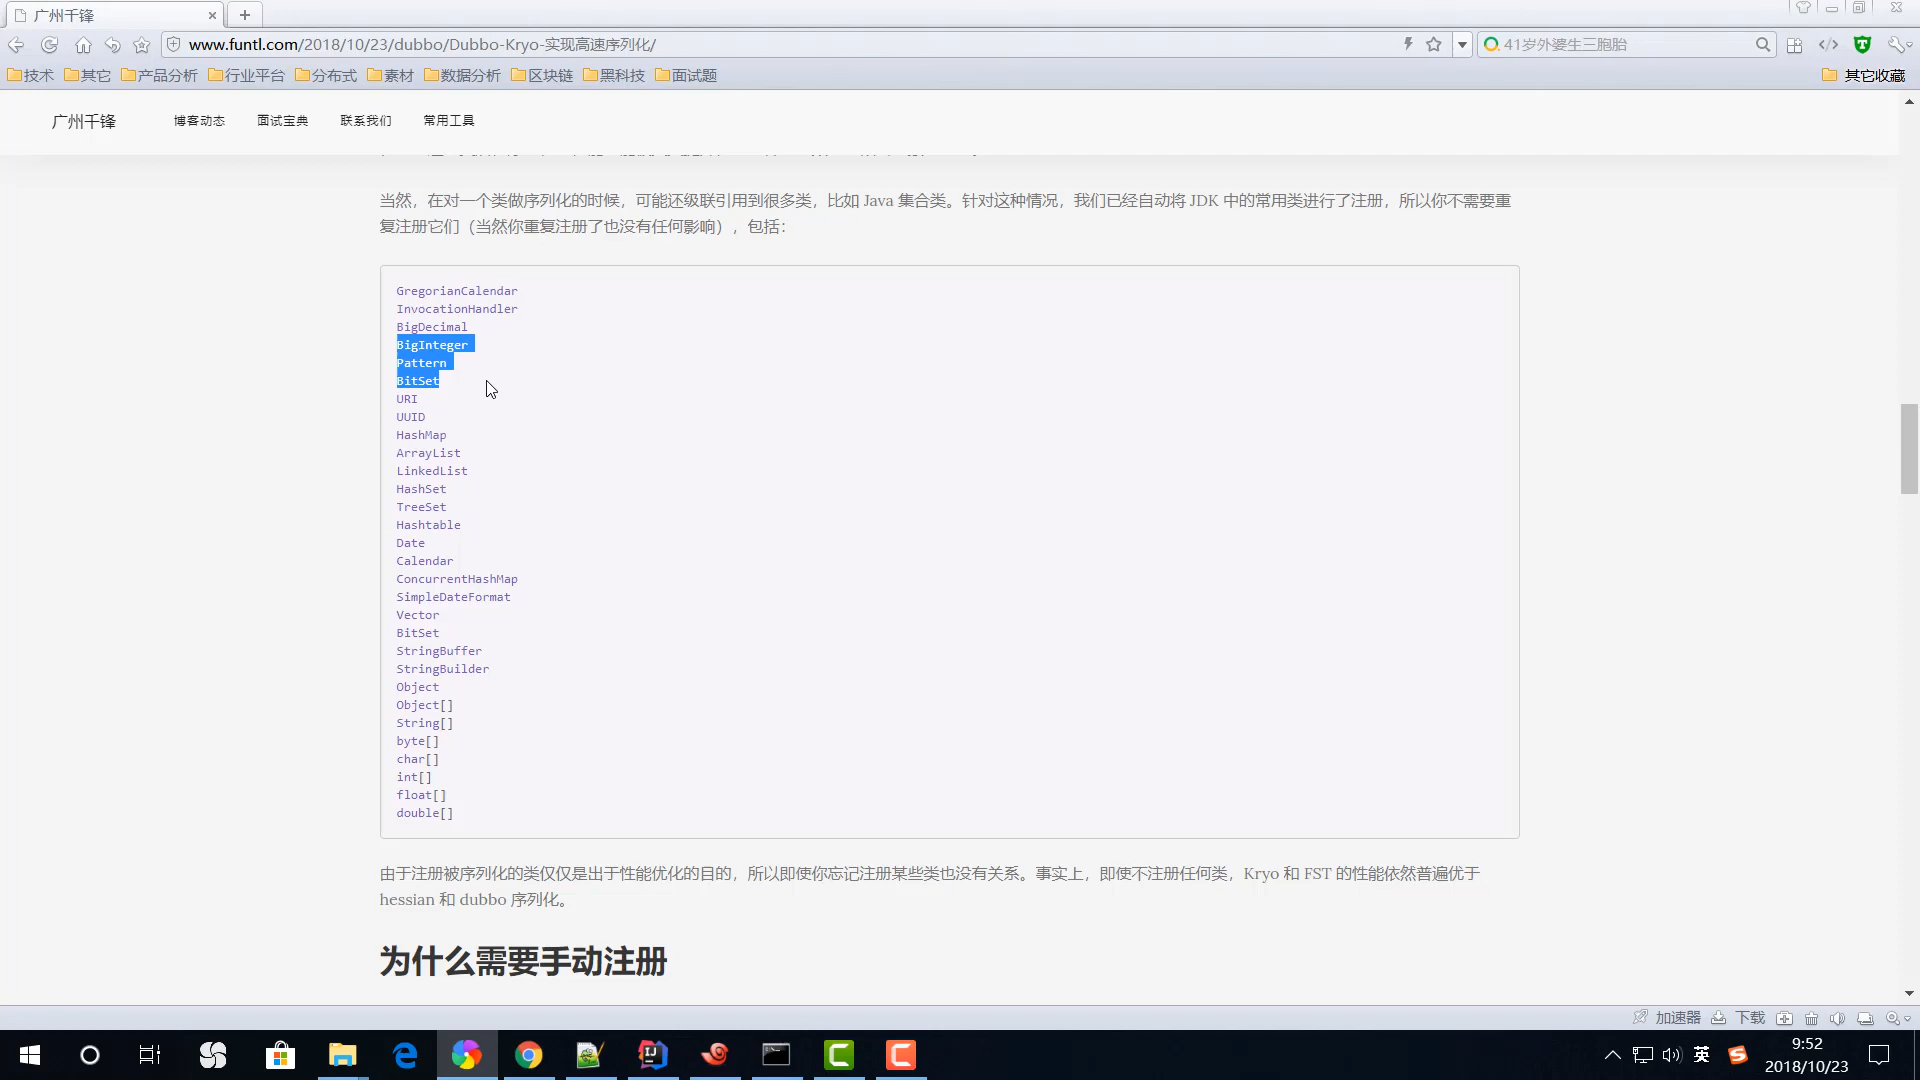 广州千锋
www.funtl.com/2018/10/23/dubbo/Dubbo-Kryo-实现高速序列化/
41岁外婆生三胞胎
技术 其它 产品分析 行业平台 分布式 素材 数据分析 区块链 黑科技 面试题 其它收藏
广州千锋 博客动态 面试宝典 联系我们 常用工具
当然，在对一个类做序列化的时候，可能还级联引用到很多类，比如 Java 集合类。针对这种情况，我们已经自动将 JDK 中的常用类进行了注册，所以你不需要重
复注册它们（当然你重复注册了也没有任何影响），包括：
GregorianCalendar
InvocationHandler
BigDecimal
BigInteger
Pattern
BitSet
URI
UUID
HashMap
ArrayList
LinkedList
HashSet
TreeSet
Hashtable
Date
Calendar
ConcurrentHashMap
SimpleDateFormat
Vector
BitSet
StringBuffer
StringBuilder
Object
Object[]
String[]
byte[]
char[]
int[]
float[]
double[]
由于注册被序列化的类仅仅是出于性能优化的目的，所以即使你忘记注册某些类也没有关系。事实上，即使不注册任何类，Kryo 和 FST 的性能依然普遍优于
hessian 和 dubbo 序列化。
为什么需要手动注册
加速器 下载
英
9:52
2018/10/23